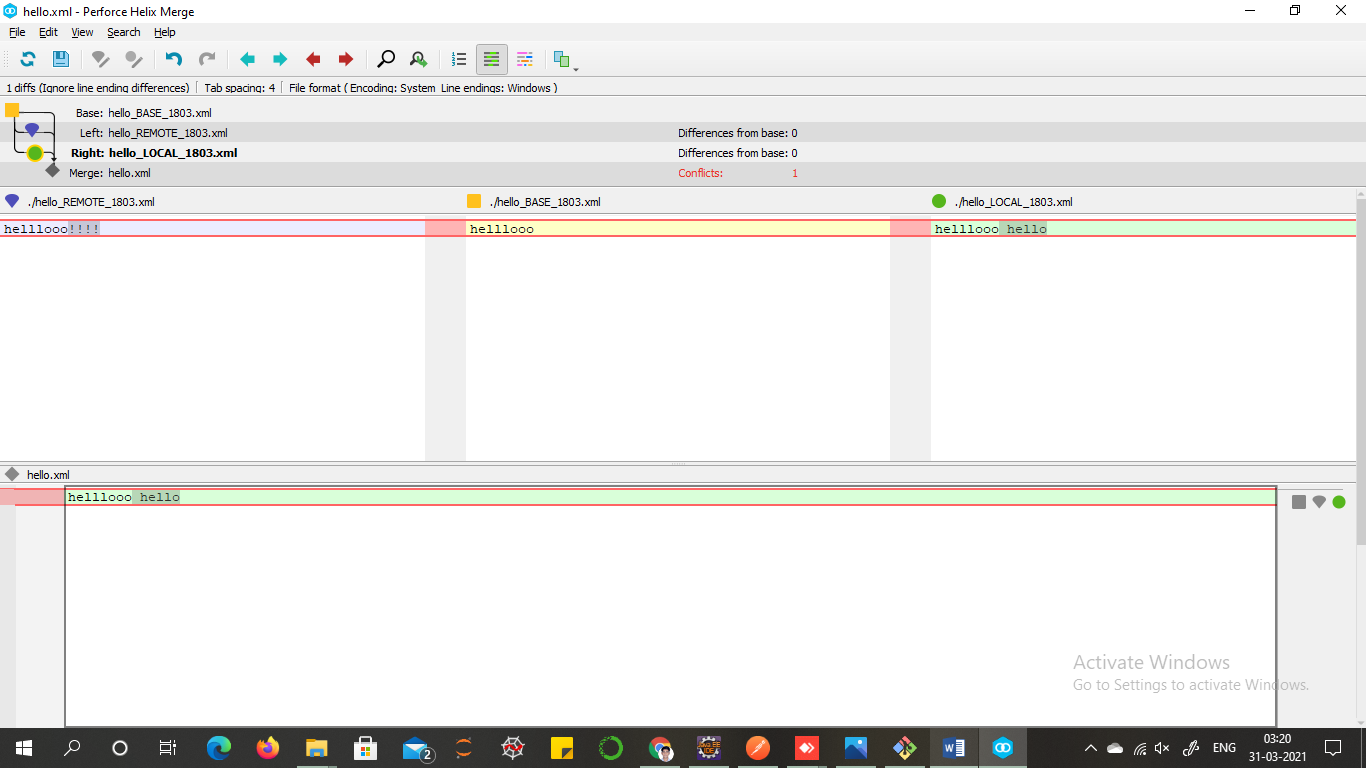 hello.xml - Perforce Helix Merge
File Edit View Search Help
1 diffs (Ignore line ending differences) Tab spacing: 4 File format ( Encoding: System Line endings: Windows )
Base: hello_BASE_1803.xml
Left: hello_REMOTE_1803.xml Differences from base: 0
Right: hello_LOCAL_1803.xml Differences from base: 0
Merge: hello.xml Conflicts: 1
./hello_REMOTE_1803.xml ./hello_BASE_1803.xml ./hello_LOCAL_1803.xml
helllooo!!!! helllooo helllooo hello
hello.xml
helllooo hello
Activate Windows
Go to Settings to activate Windows.
2
Java EE
IDE
W
ENG
03:20
31-03-2021